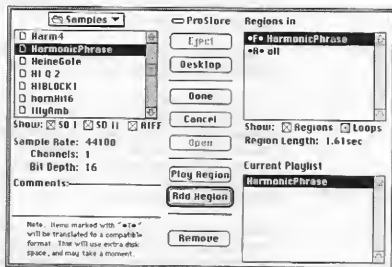 Samples
Harm4
HarmonicPhrase
HeineGole
HI Q 2
HIBLOCK1
hornHit6
IllyRmb
Show: SD I SD II AIFF
Sample Rate: 44100
Channels: 1
Bit Depth: 16
Comments:
Note. Items marked with "•T•"
will be translated to a compatible
format. This will use extra disk
space, and may take a moment.
ProStore
Eject
Desktop
Done
Cancel
Open
Play Region
Add Region
Remove
Regions in
•F• HarmonicPhrase
•R• all
Show: Regions Loops
Region Length: 1.61sec
Current Playlist
HarmonicPhrase